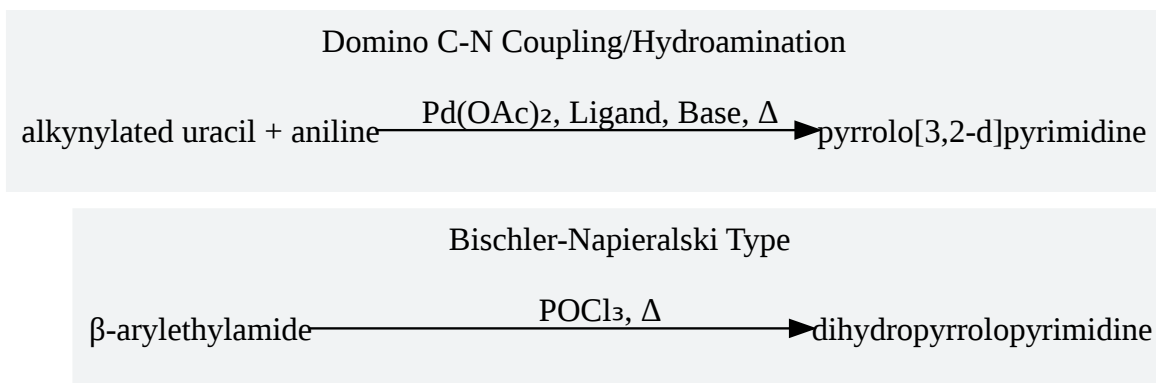 Domino C-N Coupling/Hydroamination
Pd(OAc)₂, Ligand, Base, Δ
alkynylated uracil + aniline pyrrolo[3,2-d]pyrimidine
Bischler-Napieralski Type
POCl₃, Δ
β-arylethylamide dihydropyrrolopyrimidine